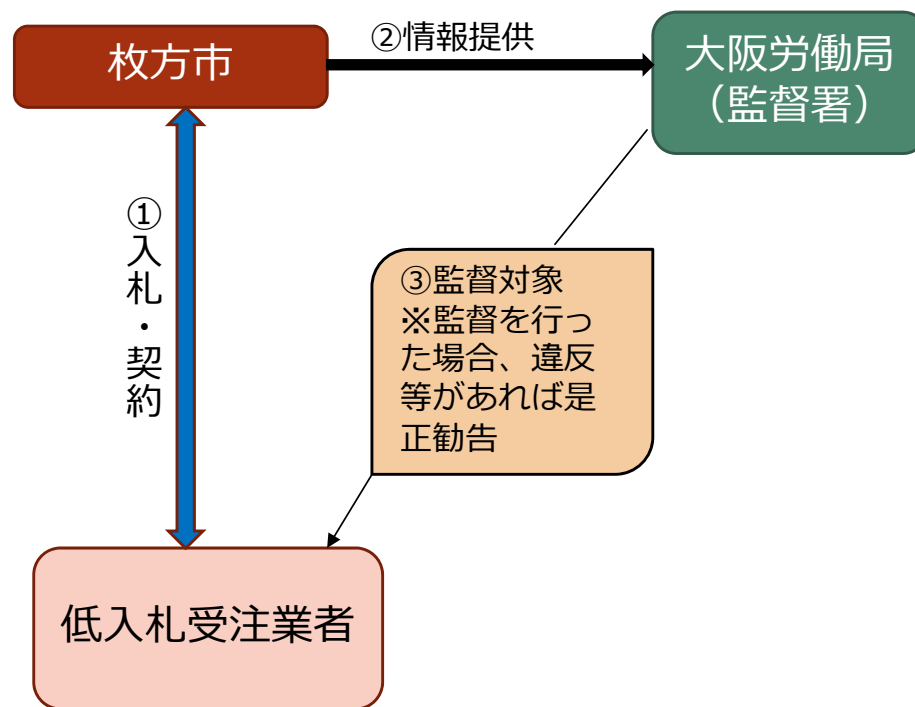 枚方市
②情報提供
大阪労働局
（監督署）
①入札・契約
③監督対象
※監督を行っ
た場合、違反
等があれば是
正勧告
低入札受注業者